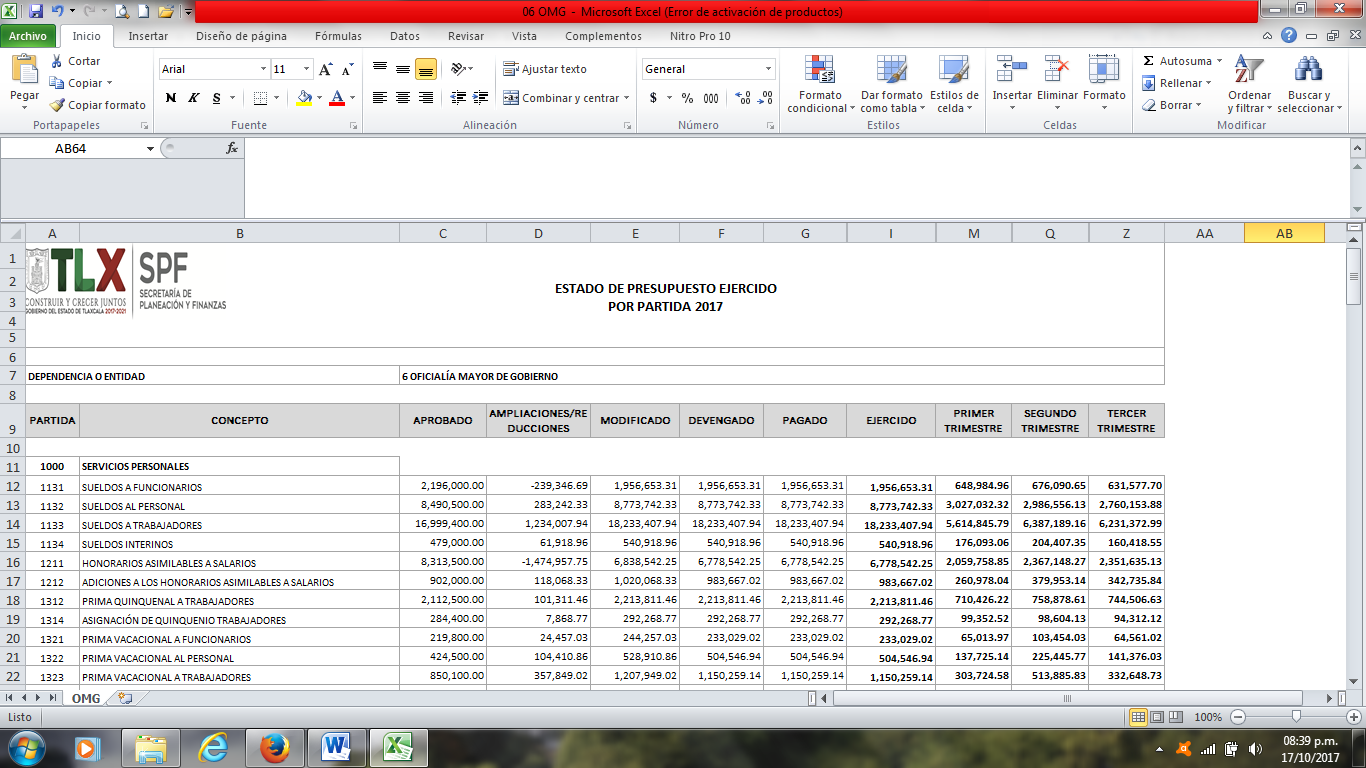 06 OMG - Microsoft Excel (Error de activación de productos)
Archivo Inicio Insertar Diseño de página Fórmulas Datos Revisar Vista Complementos Nitro Pro 10
Pegar Cortar Copiar Copiar formato Portapapeles
Arial 11 N K S Fuente
Ajustar texto Combinar y centrar Alineación
General $ % 000 Número
Formato condicional Dar formato como tabla Estilos de celda Estilos
Insertar Eliminar Formato Celdas
Σ Autosuma Rellenar Borrar Ordenar y filtrar Buscar y seleccionar Modificar
AB64 fx
A B C D E F G I M Q Z AA AB
TLX SPF
CONSTRUIR Y CRECER JUNTOS
GOBIERNO DEL ESTADO DE TLAXCALA 2017-2021
SECRETARÍA DE
PLANEACIÓN Y FINANZAS
ESTADO DE PRESUPUESTO EJERCIDO
POR PARTIDA 2017
1
2
3
4
5
6
7 DEPENDENCIA O ENTIDAD 6 OFICIALÍA MAYOR DE GOBIERNO
8
9 PARTIDA CONCEPTO APROBADO AMPLIACIONES/REDUCCIONES MODIFICADO DEVENGADO PAGADO EJERCIDO PRIMER TRIMESTRE SEGUNDO TRIMESTRE TERCER TRIMESTRE
10
11 1000 SERVICIOS PERSONALES
12 1131 SUELDOS A FUNCIONARIOS 2,196,000.00 -239,346.69 1,956,653.31 1,956,653.31 1,956,653.31 1,956,653.31 648,984.96 676,090.65 631,577.70
13 1132 SUELDOS AL PERSONAL 8,490,500.00 283,242.33 8,773,742.33 8,773,742.33 8,773,742.33 8,773,742.33 3,027,032.32 2,986,556.13 2,760,153.88
14 1133 SUELDOS A TRABAJADORES 16,999,400.00 1,234,007.94 18,233,407.94 18,233,407.94 18,233,407.94 18,233,407.94 5,614,845.79 6,387,189.16 6,231,372.99
15 1134 SUELDOS INTERINOS 479,000.00 61,918.96 540,918.96 540,918.96 540,918.96 540,918.96 176,093.06 204,407.35 160,418.55
16 1211 HONORARIOS ASIMILABLES A SALARIOS 8,313,500.00 -1,474,957.75 6,838,542.25 6,778,542.25 6,778,542.25 6,778,542.25 2,059,758.85 2,367,148.27 2,351,635.13
17 1212 ADICIONES A LOS HONORARIOS ASIMILABLES A SALARIOS 902,000.00 118,068.33 1,020,068.33 983,667.02 983,667.02 983,667.02 260,978.04 379,953.14 342,735.84
18 1312 PRIMA QUINQUENAL A TRABAJADORES 2,112,500.00 101,311.46 2,213,811.46 2,213,811.46 2,213,811.46 2,213,811.46 710,426.22 758,878.61 744,506.63
19 1314 ASIGNACIÓN DE QUINQUENIO TRABAJADORES 284,400.00 7,868.77 292,268.77 292,268.77 292,268.77 292,268.77 99,352.52 98,604.13 94,312.12
20 1321 PRIMA VACACIONAL A FUNCIONARIOS 219,800.00 24,457.03 244,257.03 233,029.02 233,029.02 233,029.02 65,013.97 103,454.03 64,561.02
21 1322 PRIMA VACACIONAL AL PERSONAL 424,500.00 104,410.86 528,910.86 504,546.94 504,546.94 504,546.94 137,725.14 225,445.77 141,376.03
22 1323 PRIMA VACACIONAL A TRABAJADORES 850,100.00 357,849.02 1,207,949.02 1,150,259.14 1,150,259.14 1,150,259.14 303,724.58 513,885.83 332,648.73
OMG
Listo 100%
08:39 p.m.
17/10/2017